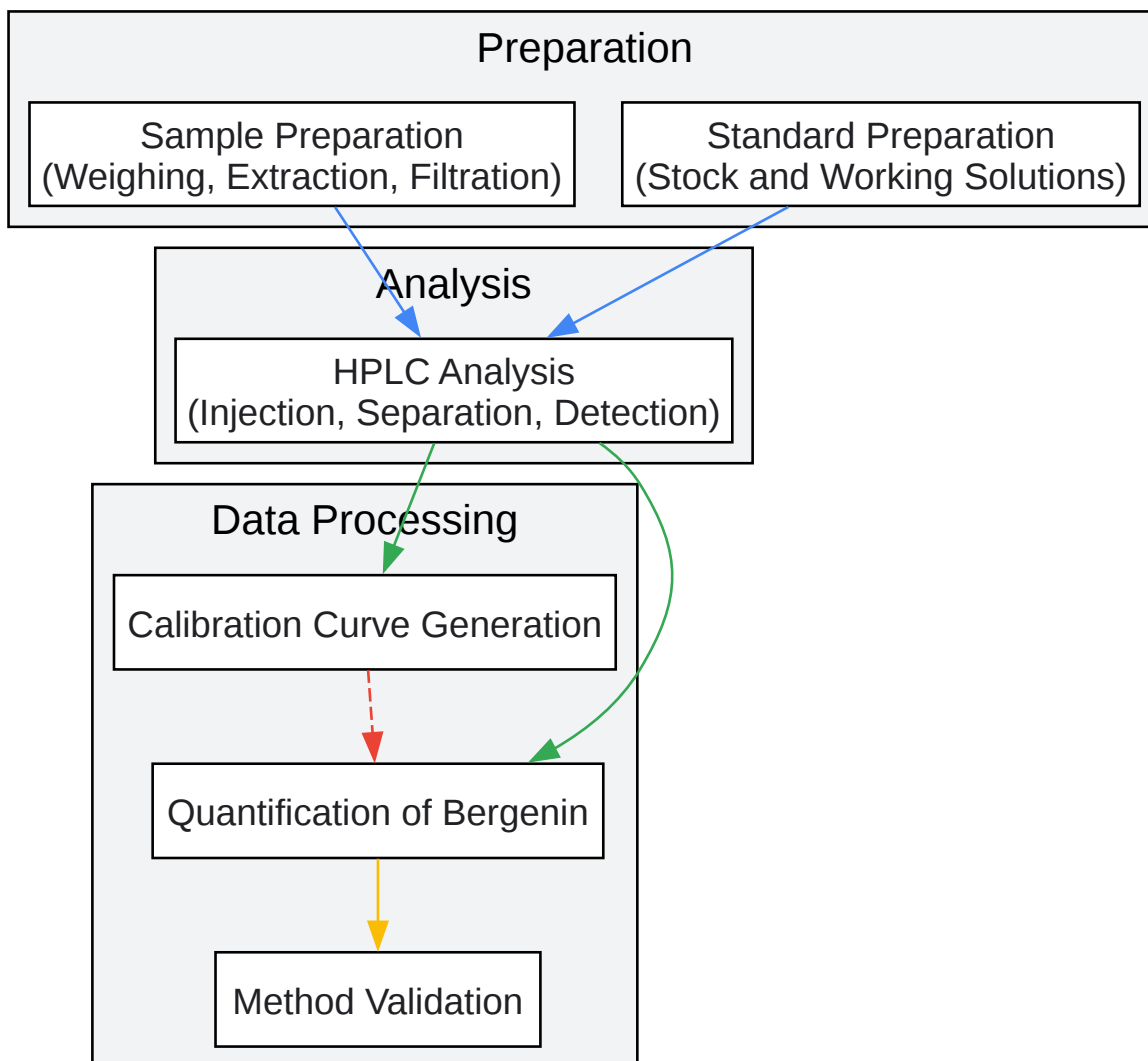 Preparation
Sample Preparation
(Weighing, Extraction, Filtration)
Standard Preparation
(Stock and Working Solutions)
Analysis
HPLC Analysis
(Injection, Separation, Detection)
Data Processing
Calibration Curve Generation
Quantification of Bergenin
Method Validation